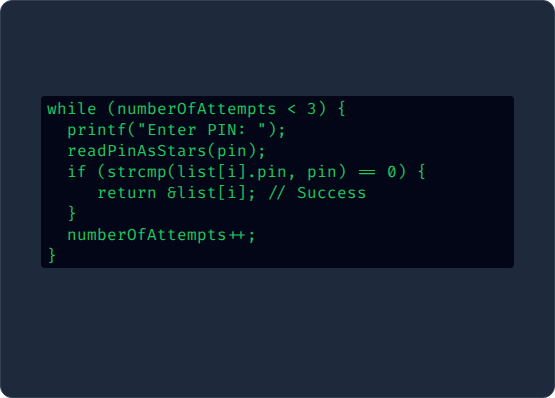 while (numberOfAttempts < 3) {
  printf("Enter PIN: ");
  readPinAsStars(pin);
  if (strcmp(list[i].pin, pin) == 0) {
     return &list[i]; // Success
  }
  numberOfAttempts++;
}